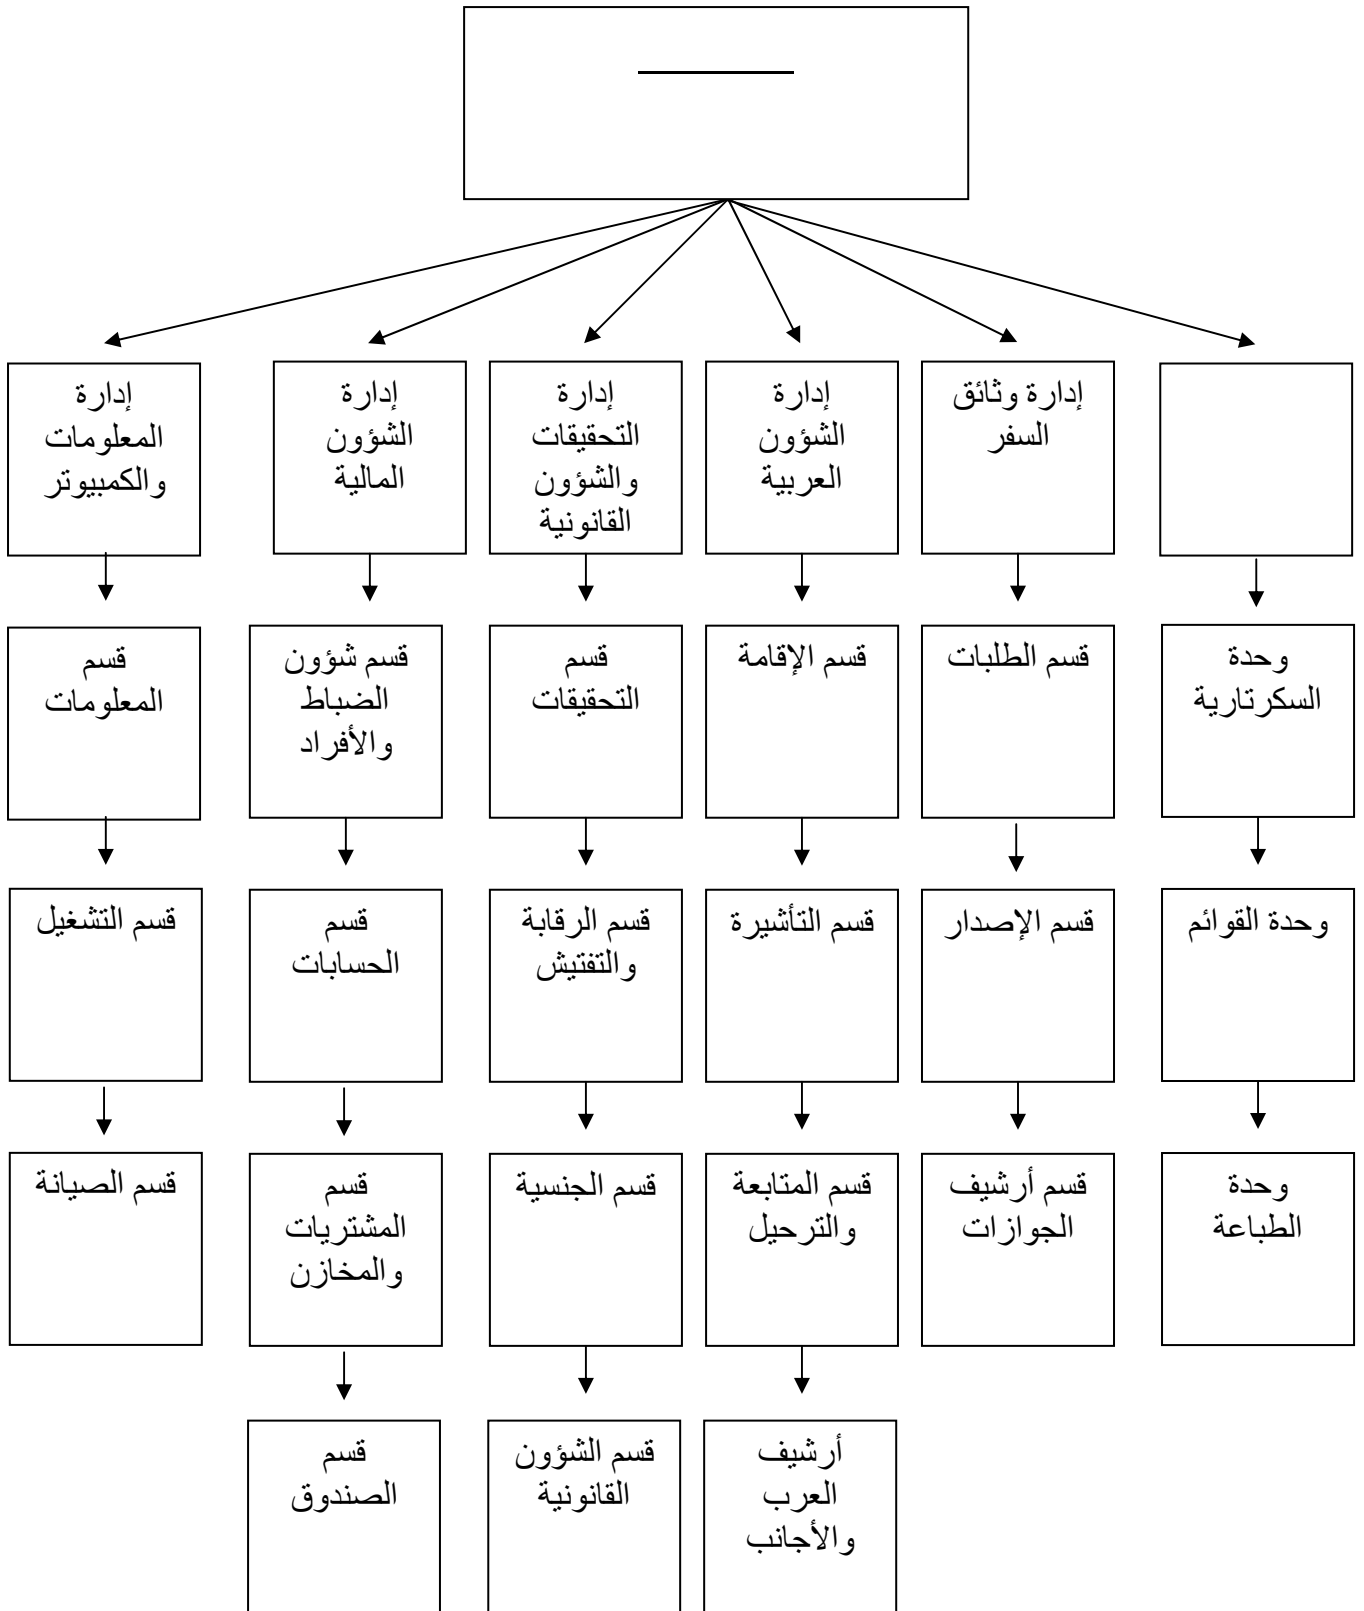 إدارة وثائق
السفر
إدارة
الشؤون
العربية
إدارة
التحقيقات
والشؤون
القانونية
إدارة
الشؤون
المالية
إدارة
المعلومات
والكمبيوتر
وحدة
السكرتارية
قسم الطلبات
قسم الإقامة
قسم
التحقيقات
قسم شؤون
الضباط
والأفراد
قسم
المعلومات
وحدة القوائم
قسم الإصدار
قسم التأشيرة
قسم الرقابة
والتفتيش
قسم
الحسابات
قسم التشغيل
وحدة
الطباعة
قسم أرشيف
الجوازات
قسم المتابعة
والترحيل
قسم الجنسية
قسم
المشتريات
والمخازن
قسم الصيانة
أرشيف
العرب
والأجانب
قسم الشؤون
القانونية
قسم
الصندوق